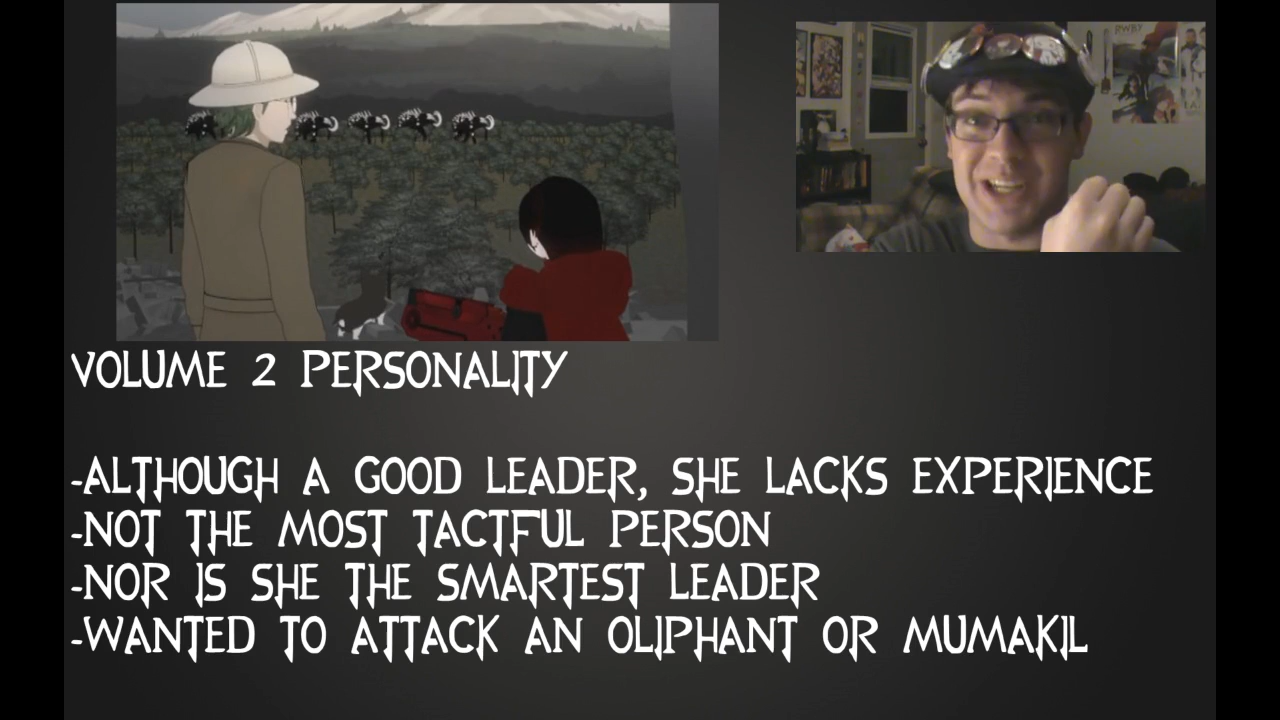 RWBY
VOLUME 2 PERSONALITY
-ALTHOUGH A GOOD LEADER, SHE LACKS EXPERIENCE
-NOT THE MOST TACTFUL PERSON
-NOR IS SHE THE SMARTEST LEADER
-WANTED TO ATTACK AN OLIPHANT OR MUMAKIL